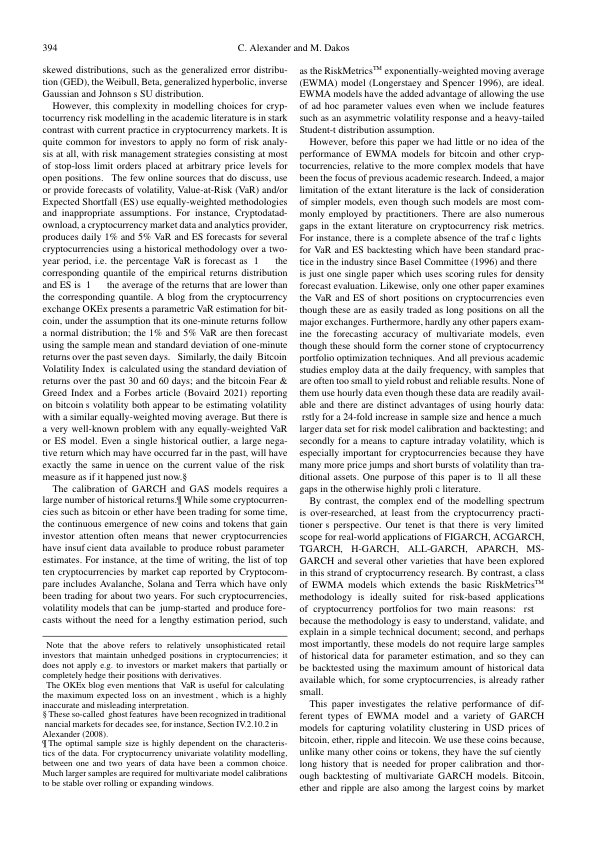 394
C. Alexander and M. Dakos
skewed distributions, such as the generalized error distribu-
tion (GED), the Weibull, Beta, generalized hyperbolic, inverse
Gaussian and Johnson s SU distribution.
However, this complexity in modelling choices for cryp-
tocurrency risk modelling in the academic literature is in stark
contrast with current practice in cryptocurrency markets. It is
quite common for investors to apply no form of risk analy-
sis at all, with risk management strategies consisting at most
of stop-loss limit orders placed at arbitrary price levels for
open positions. The few online sources that do discuss, use
or provide forecasts of volatility, Value-at-Risk (VaR) and/or
Expected Shortfall (ES) use equally-weighted methodologies
and inappropriate assumptions. For instance, Cryptodatad-
ownload, a cryptocurrency market data and analytics provider,
produces daily 1% and 5% VaR and ES forecasts for several
cryptocurrencies using a historical methodology over a two-
year period, i.e. the percentage VaR is forecast as 1 the
corresponding quantile of the empirical returns distribution
and ES is 1 the average of the returns that are lower than
the corresponding quantile. A blog from the cryptocurrency
exchange OKEx presents a parametric VaR estimation for bit-
coin, under the assumption that its one-minute returns follow
a normal distribution; the 1% and 5% VaR are then forecast
using the sample mean and standard deviation of one-minute
returns over the past seven days. Similarly, the daily Bitcoin
Volatility Index is calculated using the standard deviation of
returns over the past 30 and 60 days; and the bitcoin Fear &
Greed Index and a Forbes article (Bovaird 2021) reporting
on bitcoin s volatility both appear to be estimating volatility
with a similar equally-weighted moving average. But there is
a very well-known problem with any equally-weighted VaR
or ES model. Even a single historical outlier, a large nega-
tive return which may have occurred far in the past, will have
exactly the same in uence on the current value of the risk
measure as if it happened just now.§
The calibration of GARCH and GAS models requires a
large number of historical returns.¶ While some cryptocurren-
cies such as bitcoin or ether have been trading for some time,
the continuous emergence of new coins and tokens that gain
investor attention often means that newer cryptocurrencies
have insuf cient data available to produce robust parameter
estimates. For instance, at the time of writing, the list of top
ten cryptocurrencies by market cap reported by Cryptocom-
pare includes Avalanche, Solana and Terra which have only
been trading for about two years. For such cryptocurrencies,
volatility models that can be jump-started and produce fore-
casts without the need for a lengthy estimation period, such
Note that the above refers to relatively unsophisticated retail
investors that maintain unhedged positions in cryptocurrencies; it
does not apply e.g. to investors or market makers that partially or
completely hedge their positions with derivatives.
The OKEx blog even mentions that VaR is useful for calculating
the maximum expected loss on an investment , which is a highly
inaccurate and misleading interpretation.
§ These so-called ghost features have been recognized in traditional
nancial markets for decades see, for instance, Section IV.2.10.2 in
Alexander (2008).
¶ The optimal sample size is highly dependent on the characteris-
tics of the data. For cryptocurrency univariate volatility modelling,
between one and two years of data have been a common choice.
Much larger samples are required for multivariate model calibrations
to be stable over rolling or expanding windows.
as the RiskMetrics™ exponentially-weighted moving average
(EWMA) model (Longerstaey and Spencer 1996), are ideal.
EWMA models have the added advantage of allowing the use
of ad hoc parameter values even when we include features
such as an asymmetric volatility response and a heavy-tailed
Student-t distribution assumption.
However, before this paper we had little or no idea of the
performance of EWMA models for bitcoin and other cryp-
tocurrencies, relative to the more complex models that have
been the focus of previous academic research. Indeed, a major
limitation of the extant literature is the lack of consideration
of simpler models, even though such models are most com-
monly employed by practitioners. There are also numerous
gaps in the extant literature on cryptocurrency risk metrics.
For instance, there is a complete absence of the traf c lights
for VaR and ES backtesting which have been standard prac-
tice in the industry since Basel Committee (1996) and there
is just one single paper which uses scoring rules for density
forecast evaluation. Likewise, only one other paper examines
the VaR and ES of short positions on cryptocurrencies even
though these are as easily traded as long positions on all the
major exchanges. Furthermore, hardly any other papers exam-
ine the forecasting accuracy of multivariate models, even
though these should form the corner stone of cryptocurrency
portfolio optimization techniques. And all previous academic
studies employ data at the daily frequency, with samples that
are often too small to yield robust and reliable results. None of
them use hourly data even though these data are readily avail-
able and there are distinct advantages of using hourly data:
rstly for a 24-fold increase in sample size and hence a much
larger data set for risk model calibration and backtesting; and
secondly for a means to capture intraday volatility, which is
especially important for cryptocurrencies because they have
many more price jumps and short bursts of volatility than tra-
ditional assets. One purpose of this paper is to ll all these
gaps in the otherwise highly proli c literature.
By contrast, the complex end of the modelling spectrum
is over-researched, at least from the cryptocurrency practi-
tioner s perspective. Our tenet is that there is very limited
scope for real-world applications of FIGARCH, ACGARCH,
TGARCH, H-GARCH, ALL-GARCH, APARCH, MS-
GARCH and several other varieties that have been explored
in this strand of cryptocurrency research. By contrast, a class
of EWMA models which extends the basic RiskMetrics™
methodology is ideally suited for risk-based applications
of cryptocurrency portfolios for two main reasons: rst
because the methodology is easy to understand, validate, and
explain in a simple technical document; second, and perhaps
most importantly, these models do not require large samples
of historical data for parameter estimation, and so they can
be backtested using the maximum amount of historical data
available which, for some cryptocurrencies, is already rather
small.
This paper investigates the relative performance of dif-
ferent types of EWMA model and a variety of GARCH
models for capturing volatility clustering in USD prices of
bitcoin, ether, ripple and litecoin. We use these coins because,
unlike many other coins or tokens, they have the suf ciently
long history that is needed for proper calibration and thor-
ough backtesting of multivariate GARCH models. Bitcoin,
ether and ripple are also among the largest coins by market